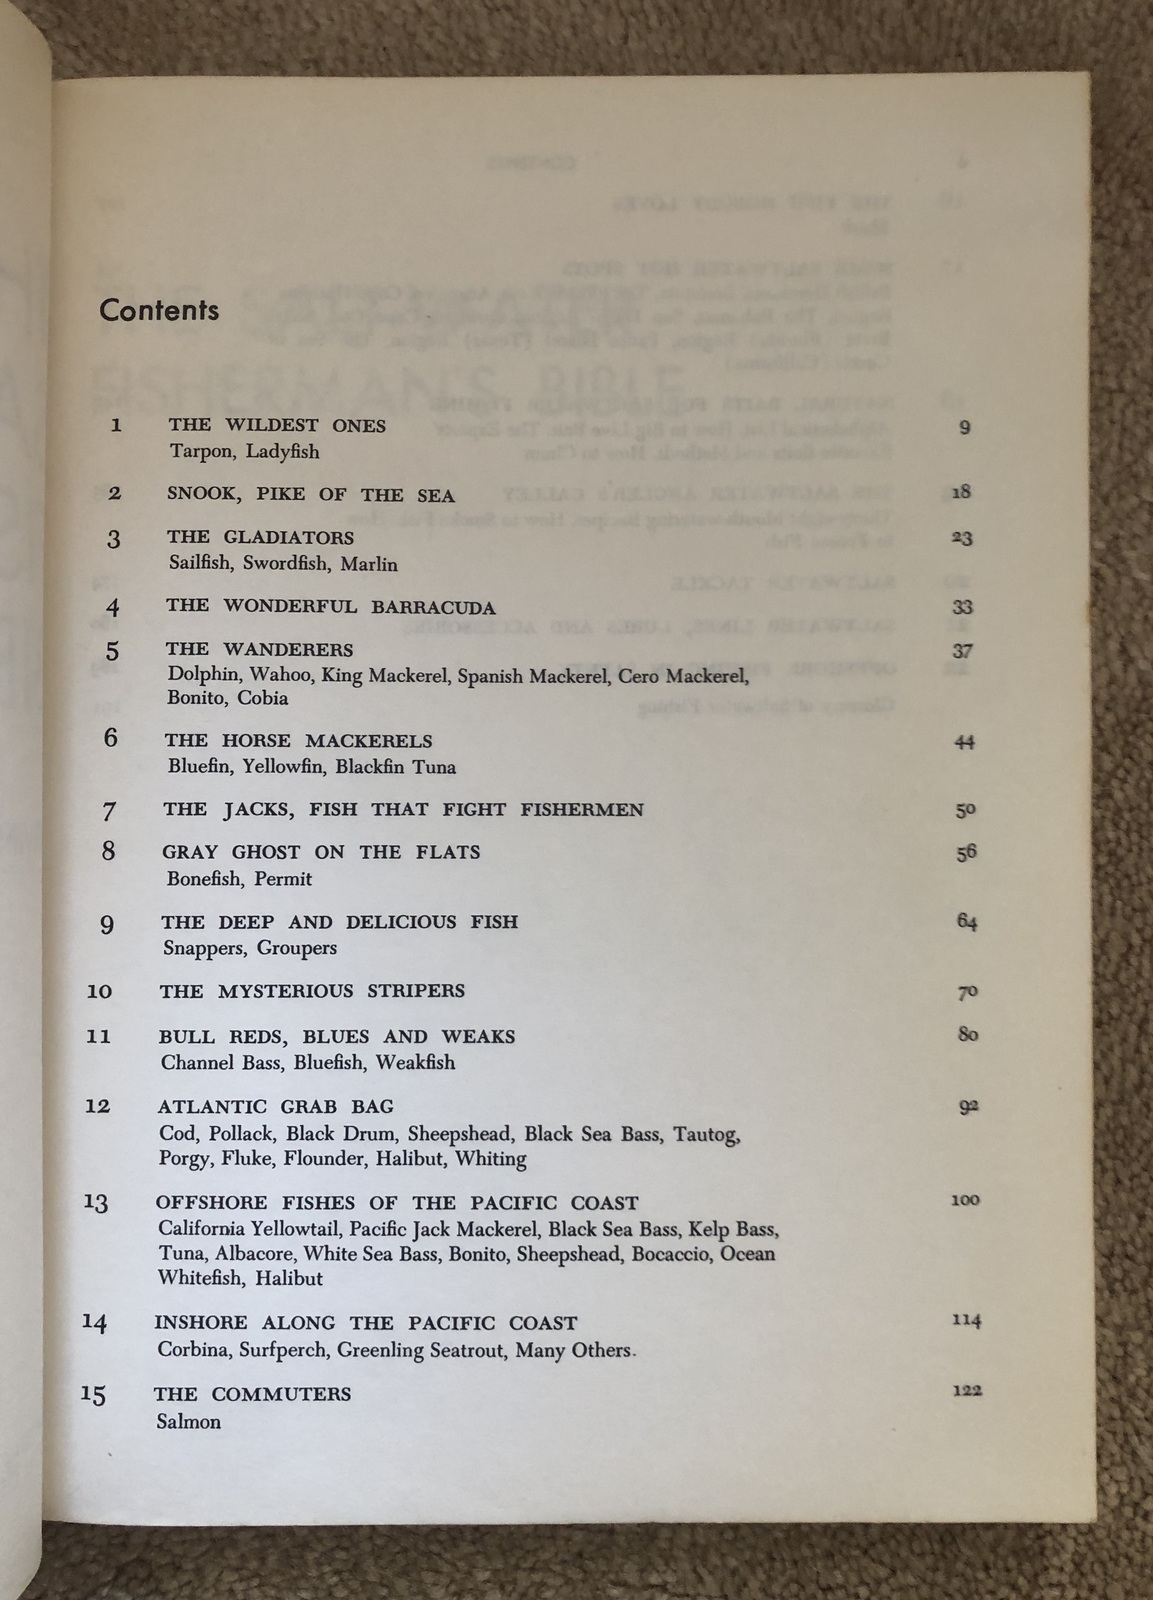 Contents
1 THE WILDEST ONES 9
Tarpon, Ladyfish
2 SNOOK, PIKE OF THE SEA 18
3 THE GLADIATORS 23
Sailfish, Swordfish, Marlin
4 THE WONDERFUL BARRACUDA 33
5 THE WANDERERS 37
Dolphin, Wahoo, King Mackerel, Spanish Mackerel, Cero Mackerel,
Bonito, Cobia
6 THE HORSE MACKERELS 44
Bluefin, Yellowfin, Blackfin Tuna
7 THE JACKS, FISH THAT FIGHT FISHERMEN 50
8 GRAY GHOST ON THE FLATS 56
Bonefish, Permit
9 THE DEEP AND DELICIOUS FISH 64
Snappers, Groupers
10 THE MYSTERIOUS STRIPERS 70
11 BULL REDS, BLUES AND WEAKS 80
Channel Bass, Bluefish, Weakfish
12 ATLANTIC GRAB BAG 92
Cod, Pollack, Black Drum, Sheepshead, Black Sea Bass, Tautog,
Porgy, Fluke, Flounder, Halibut, Whiting
13 OFFSHORE FISHES OF THE PACIFIC COAST 100
California Yellowtail, Pacific Jack Mackerel, Black Sea Bass, Kelp Bass,
Tuna, Albacore, White Sea Bass, Bonito, Sheepshead, Bocaccio, Ocean
Whitefish, Halibut
14 INSHORE ALONG THE PACIFIC COAST 114
Corbina, Surfperch, Greenling Seatrout, Many Others.
15 THE COMMUTERS 122
Salmon